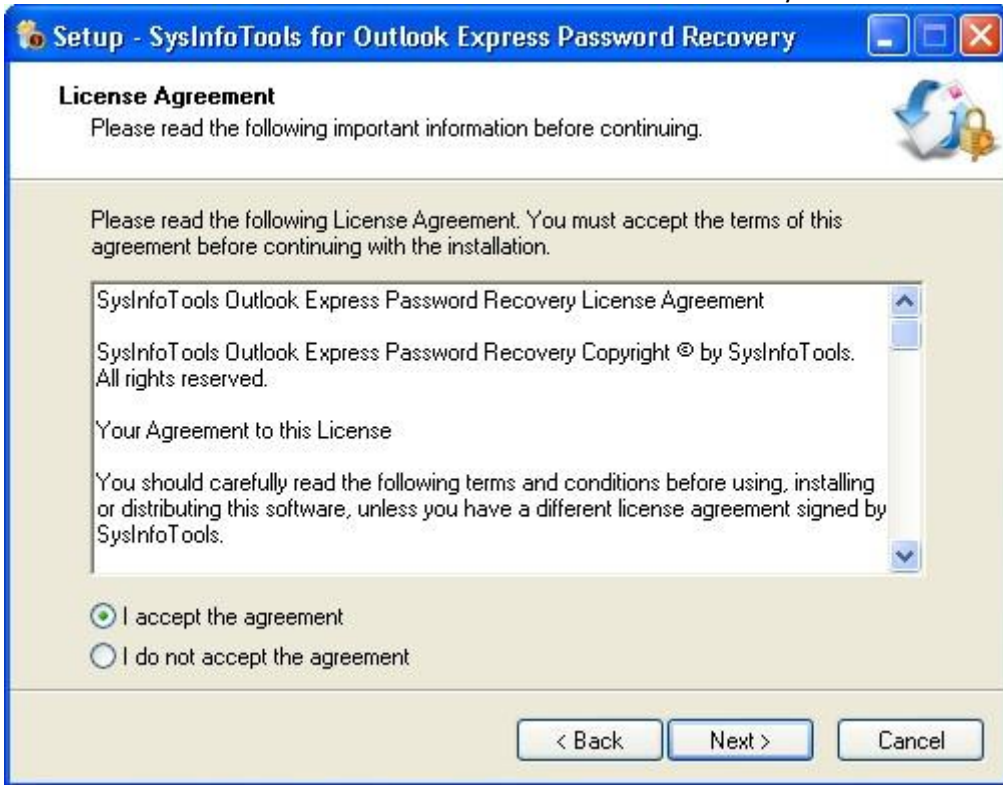 Setup - SysInfoTools for Outlook Express Password Recovery
License Agreement
Please read the following important information before continuing.
Please read the following License Agreement. You must accept the terms of this
agreement before continuing with the installation.
SysInfoTools Outlook Express Password Recovery License Agreement
SysInfoTools Outlook Express Password Recovery Copyright © by SysInfoTools.
All rights reserved.
Your Agreement to this License
You should carefully read the following terms and conditions before using, installing
or distributing this software, unless you have a different license agreement signed by
SysInfoTools.
I accept the agreement
I do not accept the agreement
< Back
Next >
Cancel